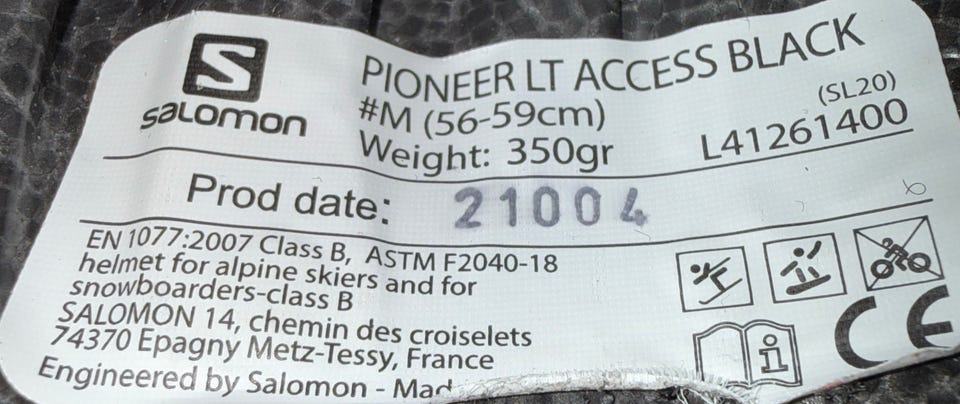 S
salomon
PIONEER LT ACCESS BLACK
#M (56-59cm)
(SL20)
Weight: 350gr
L41261400
Prod date: 21004
EN 1077:2007 Class B, ASTM F2040-18
helmet for alpine skiers and for
snowboarders-class B
SALOMON 14, chemin des croiselets
74370 Epagny Metz-Tessy, France
Engineered by Salomon - Mad
i
CE